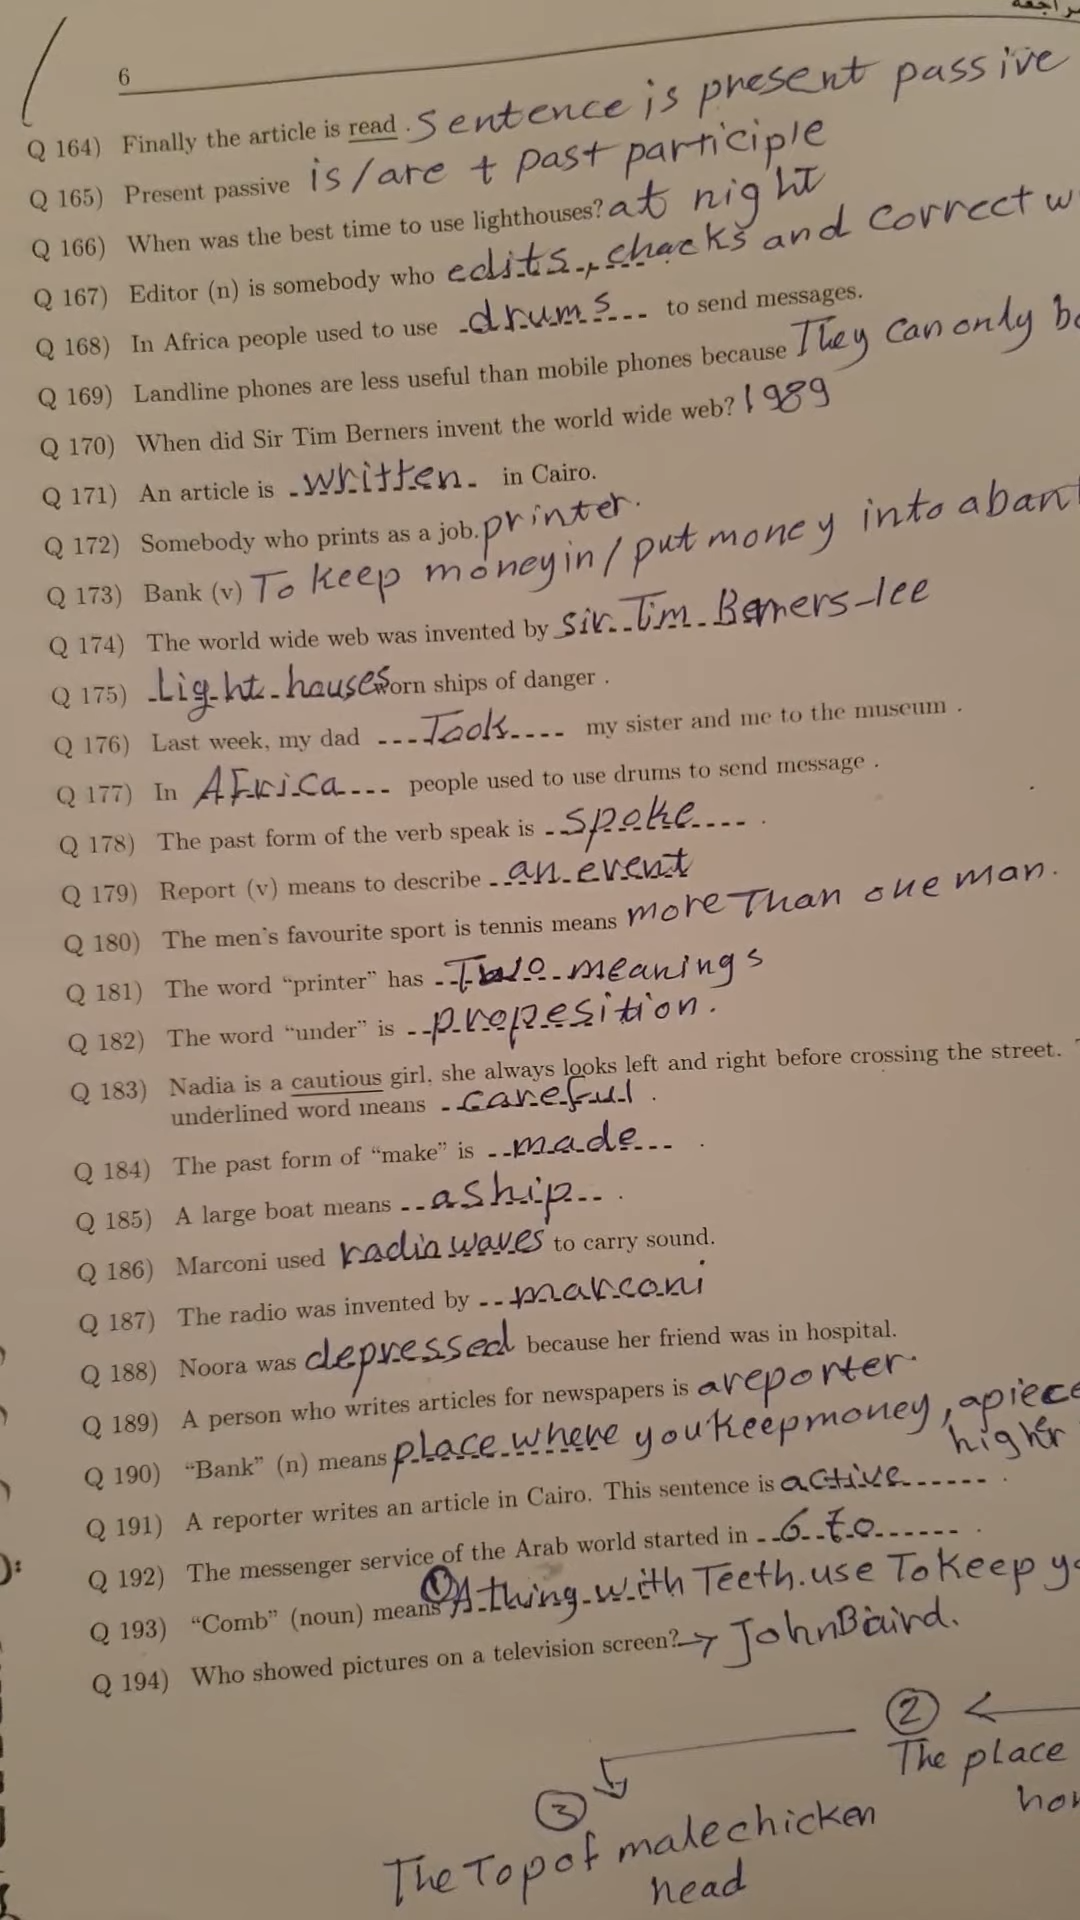 مراجعة
6
Q 164) Finally the article is read . Sentence is present passive
Q 165) Present passive is/are + past participle
Q 166) When was the best time to use lighthouses? at night
Q 167) Editor (n) is somebody who edits, chacks and correct w
Q 168) In Africa people used to use drums to send messages.
Q 169) Landline phones are less useful than mobile phones because They can only be
Q 170) When did Sir Tim Berners invent the world wide web? 1989
Q 171) An article is written in Cairo.
Q 172) Somebody who prints as a job. printer.
Q 173) Bank (v) To keep money in / put money into a bank
Q 174) The world wide web was invented by sir Tim Berners-lee
Q 175) Light houses worn ships of danger .
Q 176) Last week, my dad Took my sister and me to the museum .
Q 177) In AFrica people used to use drums to send message .
Q 178) The past form of the verb speak is spoke .
Q 179) Report (v) means to describe an event
Q 180) The men's favourite sport is tennis means more Than one man.
Q 181) The word "printer" has Two meanings
Q 182) The word "under" is proposition.
Q 183) Nadia is a cautious girl, she always looks left and right before crossing the street.
underlined word means careful .
Q 184) The past form of "make" is made .
Q 185) A large boat means a ship .
Q 186) Marconi used radio waves to carry sound.
Q 187) The radio was invented by marconi
Q 188) Noora was depressed because her friend was in hospital.
Q 189) A person who writes articles for newspapers is a reporter.
Q 190) "Bank" (n) means place where you keep money, a piece
higher
Q 191) A reporter writes an article in Cairo. This sentence is active .
Q 192) The messenger service of the Arab world started in 670 .
Q 193) "Comb" (noun) means ① A thing with Teeth. use To keep
Q 194) Who showed pictures on a television screen? → John Baird.
② ←
The place
③
The Top of male chicken
head